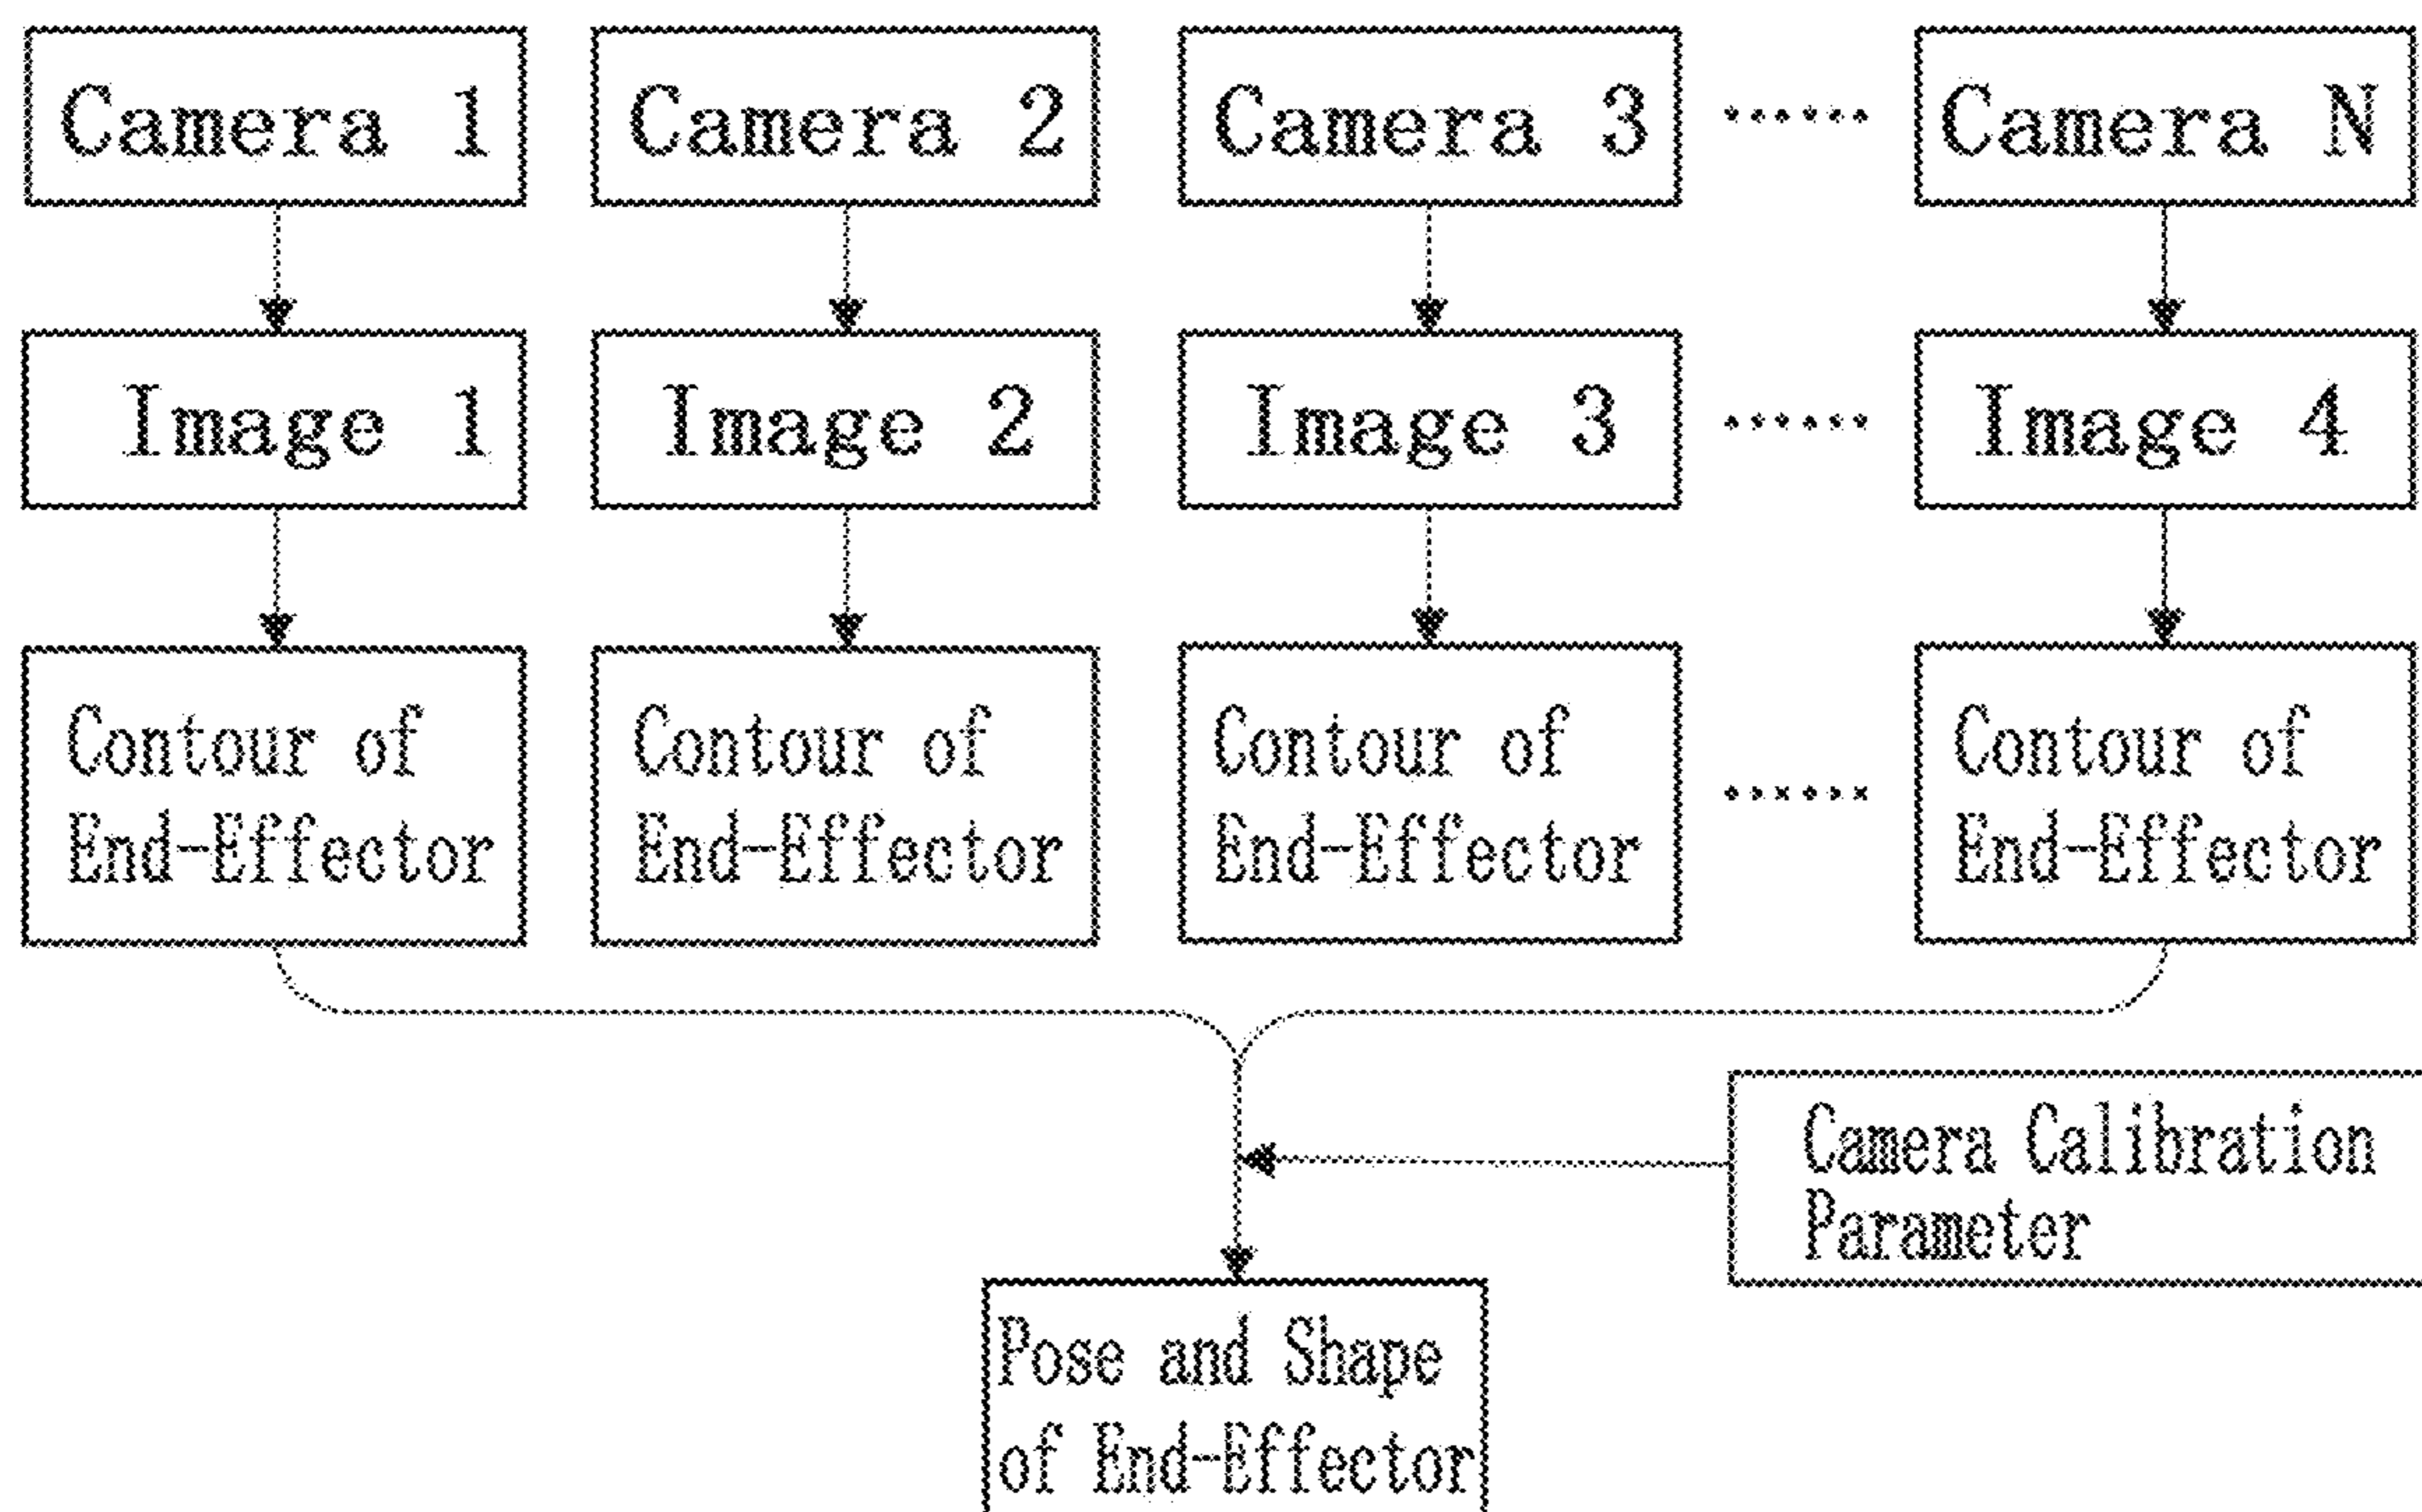 Camera 1
Camera 2
Camera 3
......
Camera N
Image 1
Image 2
Image 3
......
Image 4
Contour of
End-Effector
Contour of
End-Effector
Contour of
End-Effector
......
Contour of
End-Effector
Camera Calibration
Parameter
Pose and Shape
of End-Effector